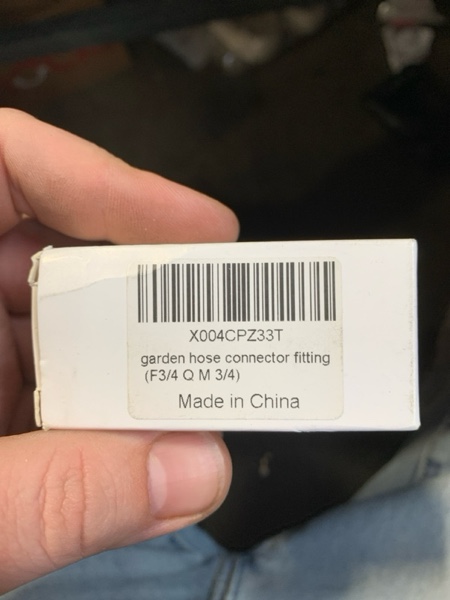 X004CPZ33T
garden hose connector fitting
(F3/4 Q M 3/4)
Made in China